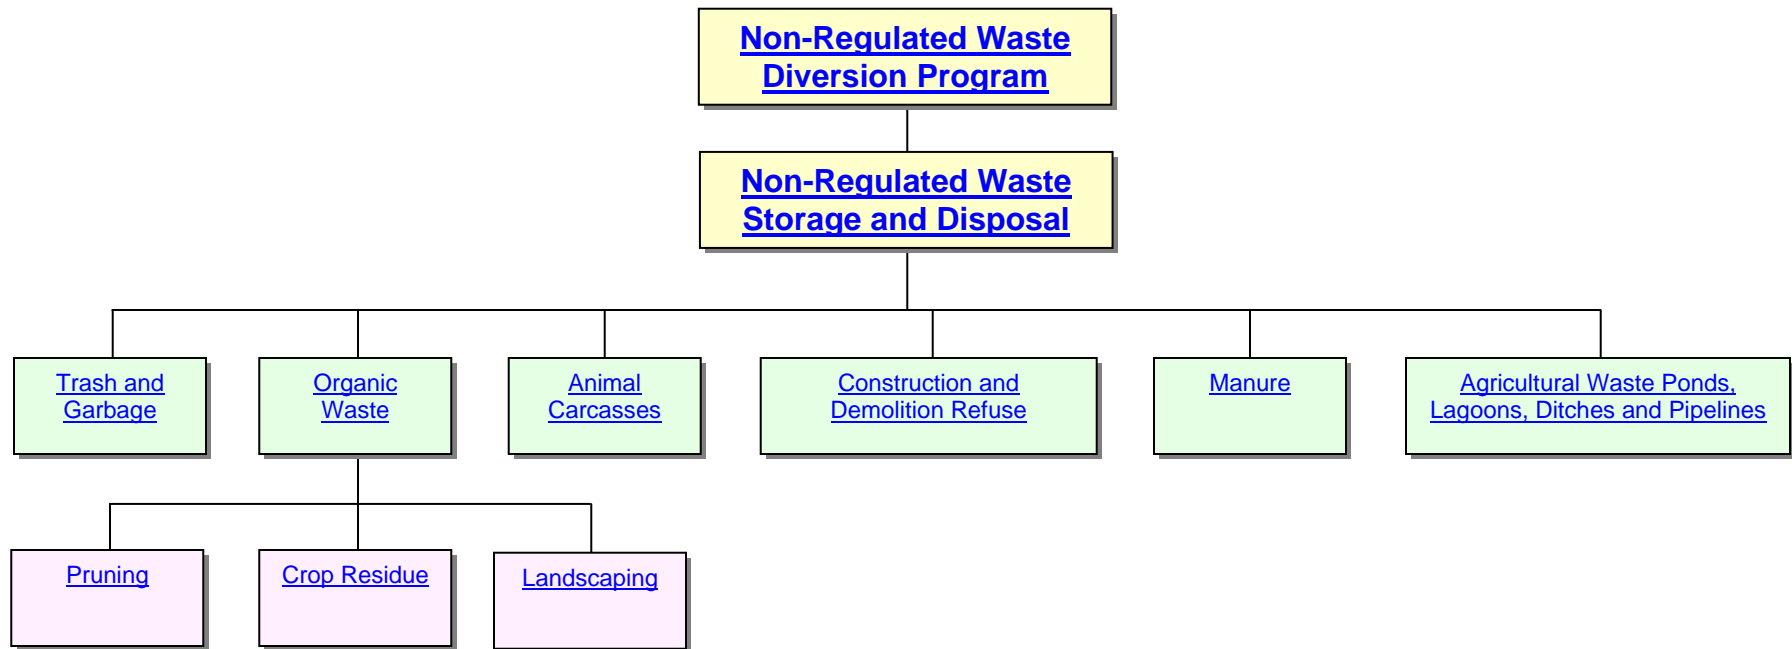 Non-Regulated Waste
Diversion Program
Non-Regulated Waste
Storage and Disposal
Trash and
Garbage
Organic
Waste
Animal
Carcasses
Construction and
Demolition Refuse
Manure
Agricultural Waste Ponds,
Lagoons, Ditches and Pipelines
Pruning
Crop Residue
Landscaping